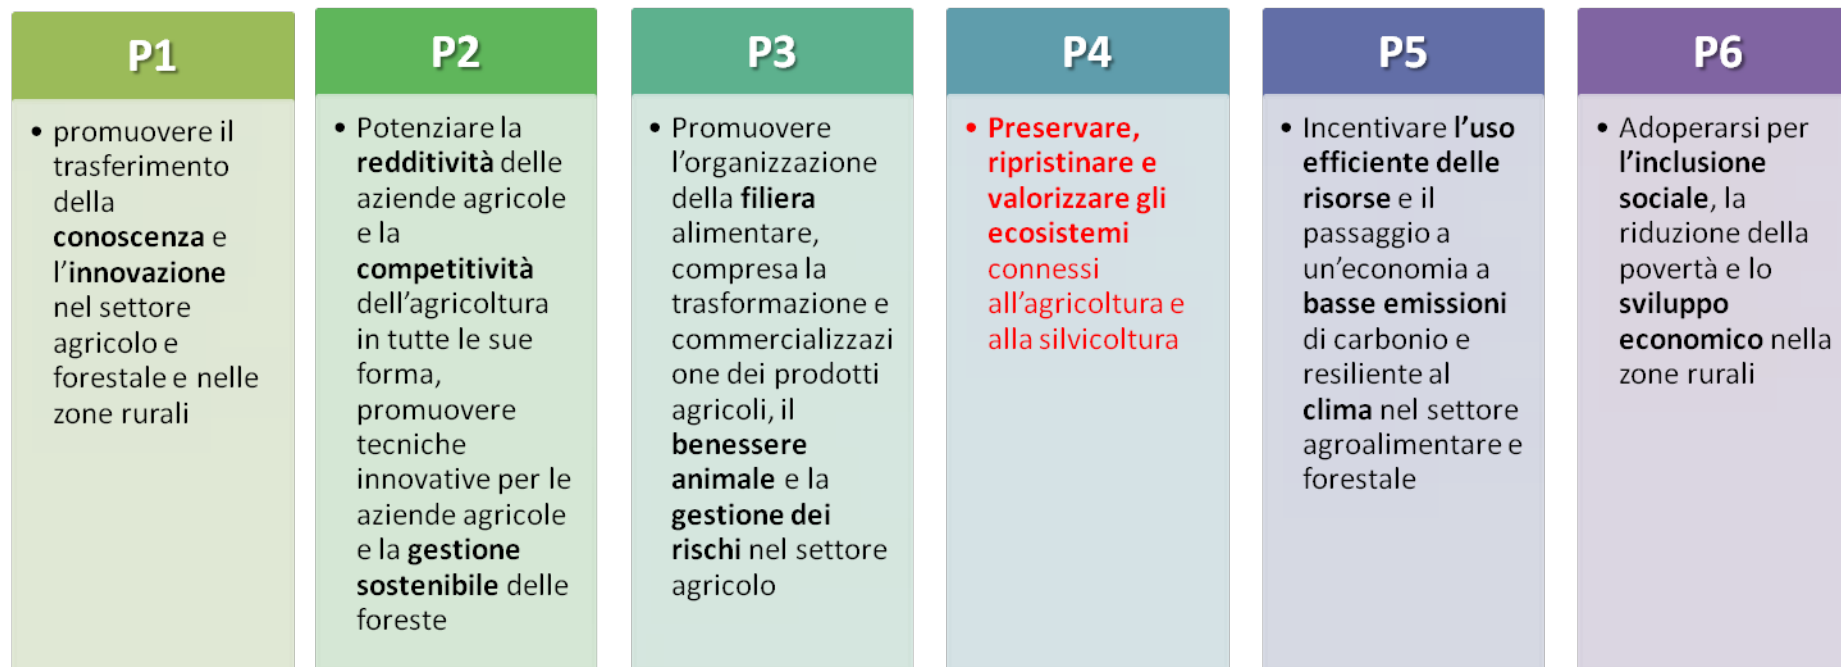 P1
• promuovere il
trasferimento
della
conoscenza e
l’innovazione
nel settore
agricolo e
forestale e nelle
zone rurali
P2
• Potenziare la
redditività delle
aziende agricole
e la
competitività
dell’agricoltura
in tutte le sue
forma,
promuovere
tecniche
innovative per le
aziende agricole
e la gestione
sostenibile delle
foreste
P3
• Promuovere
l’organizzazione
della filiera
alimentare,
compresa la
trasformazione e
commercializzazi
one dei prodotti
agricoli, il
benessere
animale e la
gestione dei
rischi nel settore
agricolo
P4
• Preservare,
ripristinare e
valorizzare gli
ecosistemi
connessi
all’agricoltura e
alla silvicoltura
P5
• Incentivare l’uso
efficiente delle
risorse e il
passaggio a
un’economia a
basse emissioni
di carbonio e
resiliente al
clima nel settore
agroalimentare e
forestale
P6
• Adoperarsi per
l’inclusione
sociale, la
riduzione della
povertà e lo
sviluppo
economico nella
zone rurali